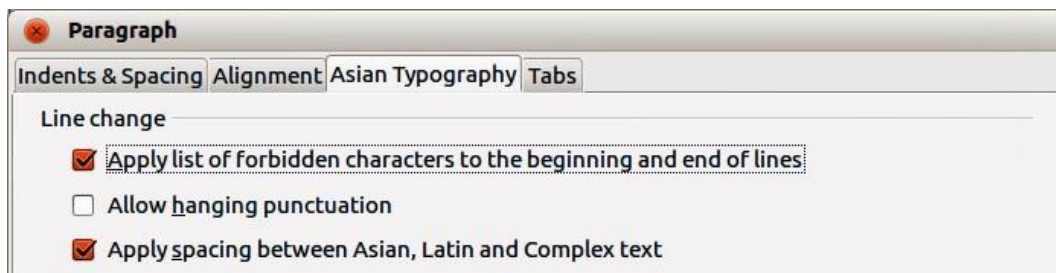 Paragraph
Indents & Spacing Alignment Asian Typography Tabs
Line change
Apply list of forbidden characters to the beginning and end of lines
Allow hanging punctuation
Apply spacing between Asian, Latin and Complex text